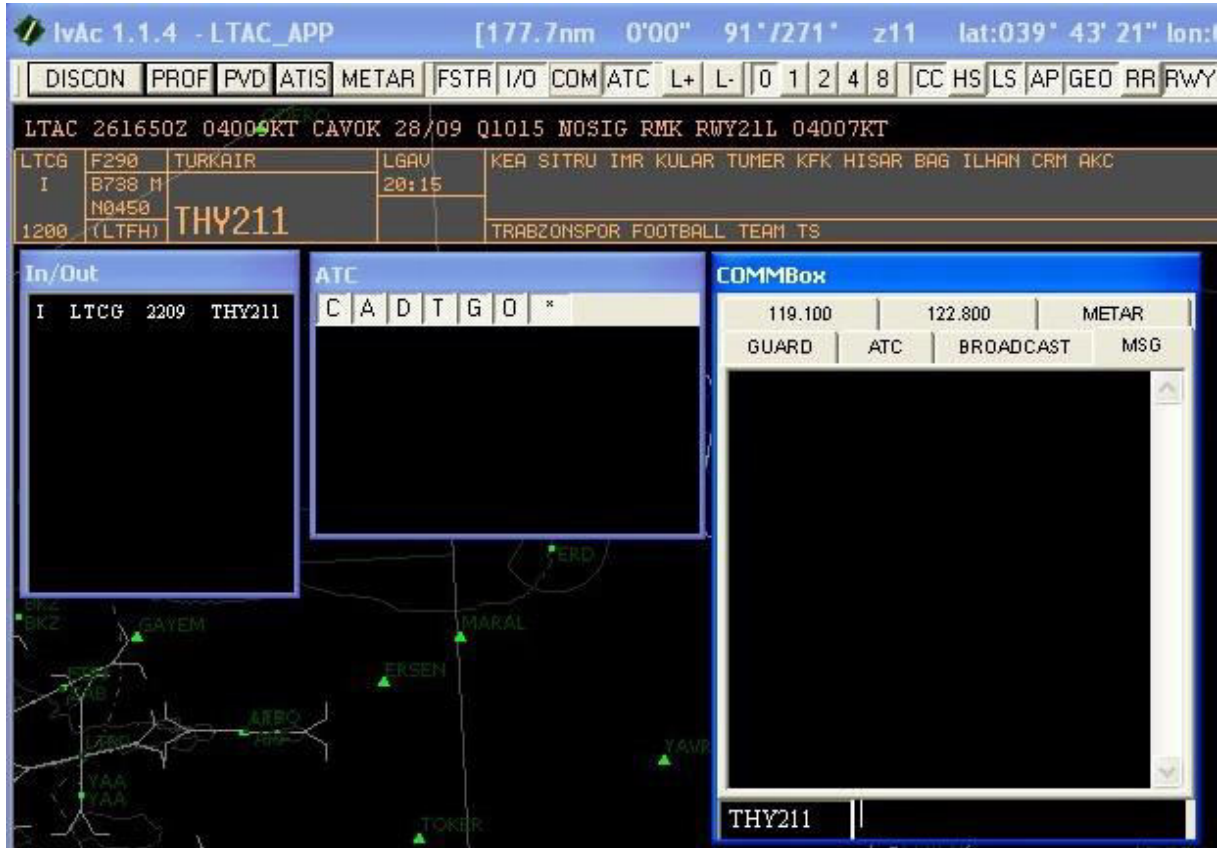 IvAc 1.1.4 - LTAC_APP [177.7nm 0'00" 91°/271° z11 lat:039° 43' 21" lon:
DISCON PROF PVD ATIS METAR FSTR I/O COM ATC L+ L- 0 1 2 4 8 CC HS LS AP GEO RR RWY
LTAC 261650Z 04009KT CAVOK 28/09 Q1015 NOSIG RMK RWY21L 04007KT
LTCG F290 TURKAIR LGAV KEA SITRU IMR KULAR TUMER KFK HISAR BAG ILHAN CRM AKC
I B738 M 20:15
N0450 THY211
1200 (LTFH) TRABZONSPOR FOOTBALL TEAM TS
In/Out
I LTCG 2209 THY211
ATC
C A D T G O *
COMMBox
119.100 122.800 METAR
GUARD ATC BROADCAST MSG
ERD
BKZ
BKZ
GAYEM
MARAL
ERSEN
YAA
YAA
TOKER
THY211